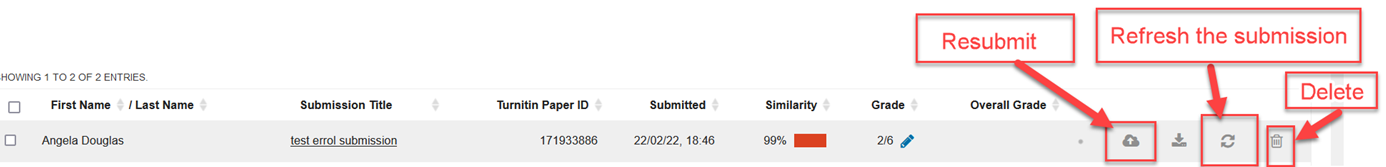 Resubmit
Refresh the submission
Delete
HOWING 1 TO 2 OF 2 ENTRIES.
First Name / Last Name Submission Title Turnitin Paper ID Submitted Similarity Grade Overall Grade
Angela Douglas test errol submission 171933886 22/02/22, 18:46 99% 2/6